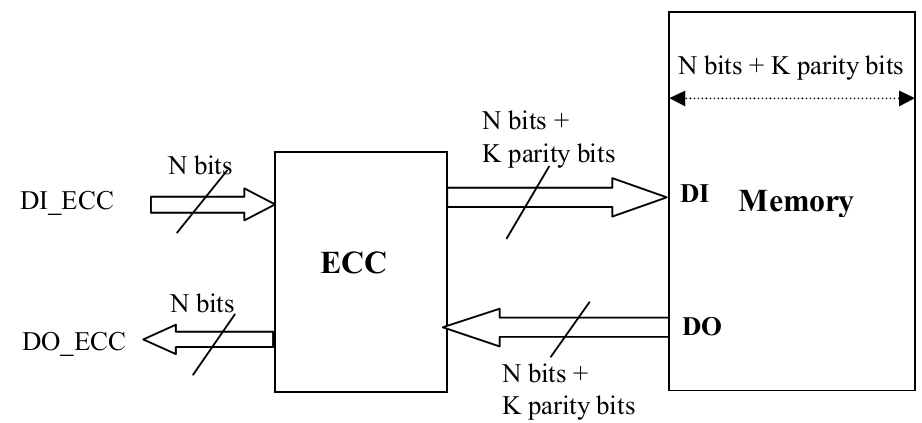 N bits + K parity bits
N bits +
K parity bits
N bits
DI_ECC
DI
Memory
ECC
N bits
DO_ECC
DO
N bits +
K parity bits